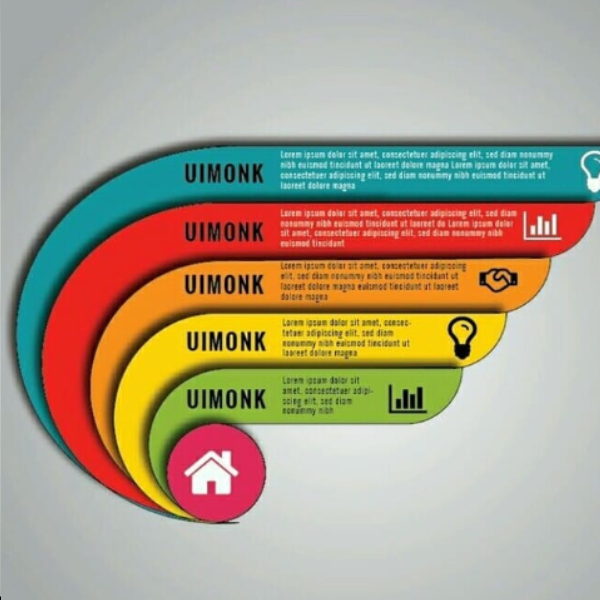 UIMONK
Lorem ipsum dolor sit amet, consectetuer adipiscing elit, sed diam nonummy
nibh euismod tincidunt ut laoreet dolore magna Lorem ipsum dolor sit amet,
consectetuer adipiscing elit, sed diam nonummy nibh euismod tincidunt ut
laoreet dolore magna
UIMONK
Lorem ipsum dolor sit amet, consectetuer adipiscing elit, sed diam
nonummy nibh euismod tincidunt ut laoreet do Lorem ipsum dolor
sit amet, consectetuer adipiscing elit, sed diam nonummy nibh
euismod tincidunt
UIMONK
Lorem ipsum dolor sit amet, consectetuer adipiscing
elit, sed diam nonummy nibh euismod tincidunt ut
laoreet dolore magna euismod tincidunt ut laoreet
dolore magna
UIMONK
Lorem ipsum dolor sit amet, consec-
tetuer adipiscing elit, sed diam
nonummy nibh euismod tincidunt ut
laoreet dolore magna
UIMONK
Lorem ipsum dolor sit
amet, consectetuer adipi-
scing elit, sed diam
nonummy nibh